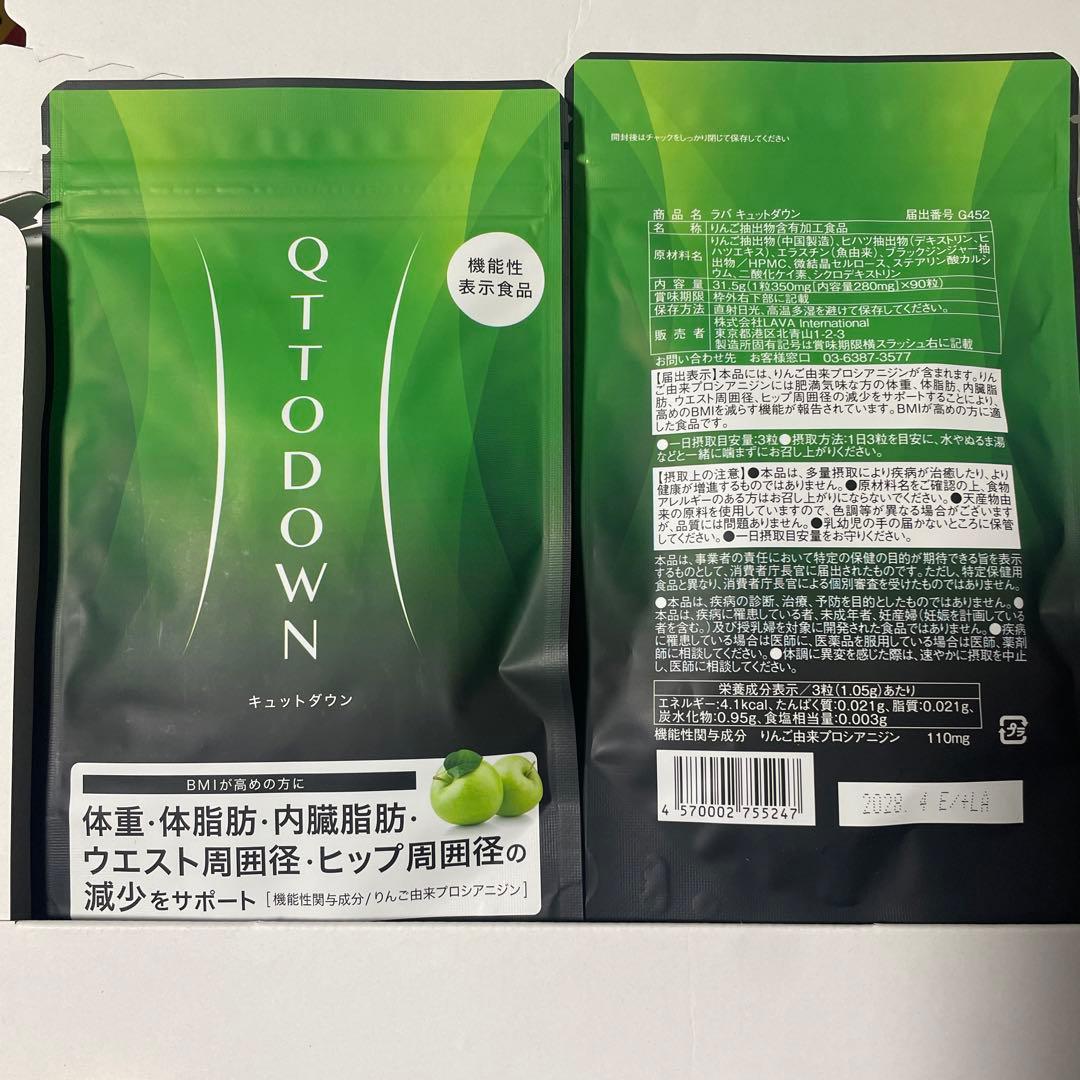 QTTODOWN
機能性
表示食品
キュットダウン
BMIが高めの方に
体重・体脂肪・内臓脂肪・
ウエスト周囲径・ヒップ周囲径の
減少をサポート [機能性関与成分/りんご由来プロシアニジン]
開封後はチャックをしっかり閉じて保存してください
商品名 ラバ キュットダウン 届出番号 G452
名 称 りんご抽出物含有加工食品
原材料名 りんご抽出物(中国製造)、ヒハツ抽出物(デキストリン、ヒ
ハツエキス)、エラスチン(魚由来)、ブラックジンジャー抽
出物/HPMC、微結晶セルロース、ステアリン酸カルシ
ウム、二酸化ケイ素、シクロデキストリン
内容量 31.5g(1粒350mg[内容量280mg]×90粒)
賞味期限 枠外右下部に記載
保存方法 直射日光、高温多湿を避けて保存してください。
販売者 株式会社LAVA International
東京都港区北青山1-2-3
製造所固有記号は賞味期限横スラッシュ右に記載
お問い合わせ先 お客様窓口 03-6387-3577
【届出表示】本品には、りんご由来プロシアニジンが含まれます。りん
ご由来プロシアニジンには肥満気味な方の体重、体脂肪、内臓脂
肪、ウエスト周囲径、ヒップ周囲径の減少をサポートすることにより、
高めのBMIを減らす機能が報告されています。BMIが高めの方に適
した食品です。
●一日摂取目安量:3粒●摂取方法:1日3粒を目安に、水やぬるま湯
などと一緒に噛まずにお召し上がりください。
【摂取上の注意】●本品は、多量摂取により疾病が治癒したり、より
健康が増進するものではありません。●原材料名をご確認の上、食物
アレルギーのある方はお召し上がりにならないでください。●天産物由
来の原料を使用していますので、色調等が異なる場合がございます
が、品質には問題ありません。●乳幼児の手の届かないところに保管
してください。●一日摂取目安量をお守りください。
本品は、事業者の責任において特定の保健の目的が期待できる旨を表示
するものとして、消費者庁長官に届出されたものです。ただし、特定保健用
食品と異なり、消費者庁長官による個別審査を受けたものではありません。
●本品は、疾病の診断、治療、予防を目的としたものではありません。●
本品は、疾病に罹患している者、未成年者、妊産婦(妊娠を計画している
者を含む。)及び授乳婦を対象に開発された食品ではありません。●疾病
に罹患している場合は医師に、医薬品を服用している場合は医師、薬剤
師に相談してください。●体調に異変を感じた際は、速やかに摂取を中止
し、医師に相談してください。
栄養成分表示/3粒(1.05g)あたり
エネルギー:4.1kcal、たんぱく質:0.021g、脂質:0.021g、
炭水化物:0.95g、食塩相当量:0.003g
機能性関与成分 りんご由来プロシアニジン 110mg
プラ
4 570002 755247
2028. 4 E/+LA